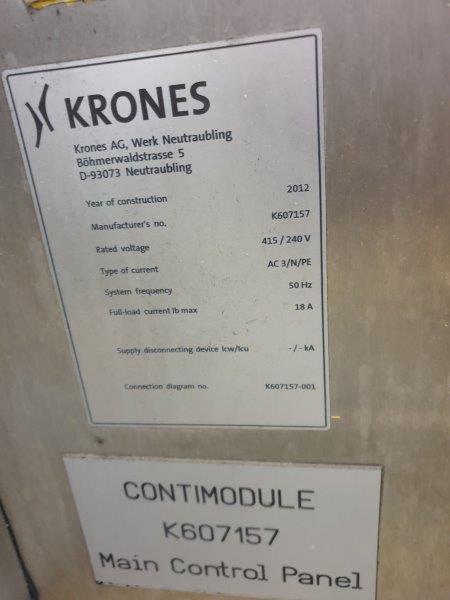 KRONES
Krones AG, Werk Neutraubling
Böhmerwaldstrasse 5
D-93073 Neutraubling
Year of construction 2012
Manufacturer's no. K607157
Rated voltage 415 / 240 V
Type of current AC 3/N/PE
System frequency 50 Hz
Full-load current Ib max 18 A
Supply disconnecting device Icw/Icu - / - kA
Connection diagram no. K607157-001
CONTIMODULE
K607157
Main Control Panel